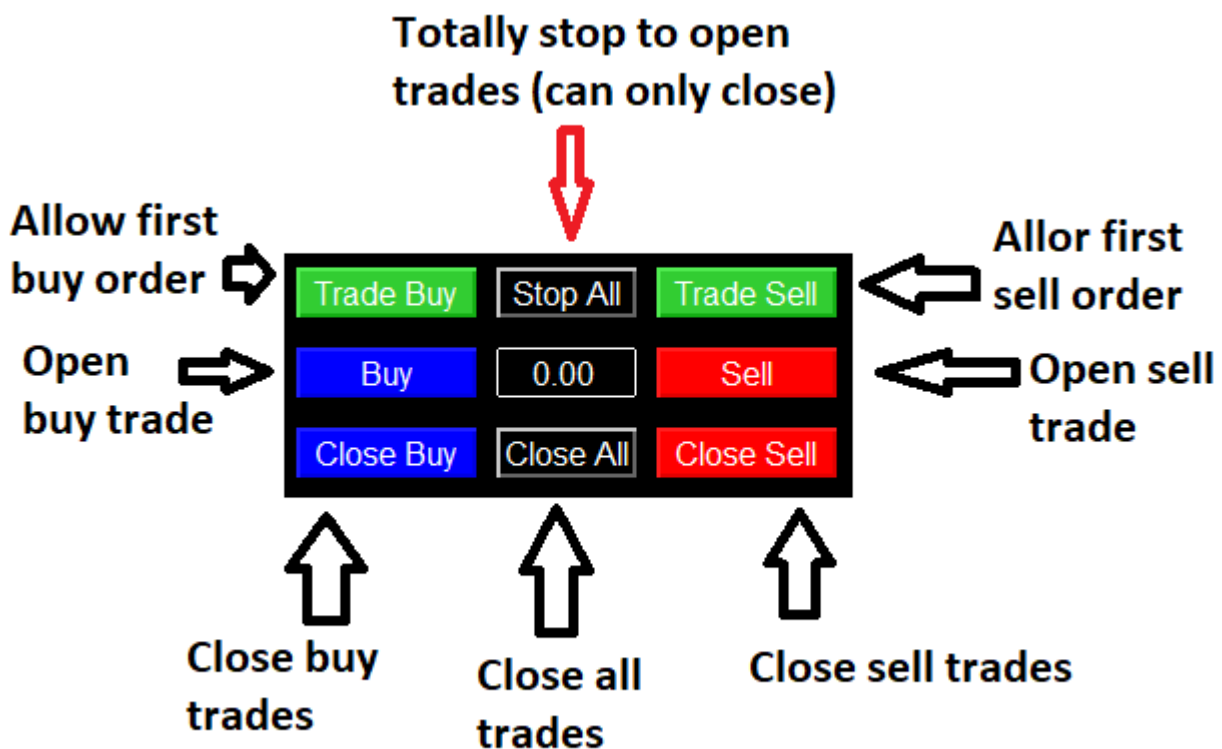 Totally stop to open
trades (can only close)
Allow first
buy order
Allor first
sell order
Trade Buy
Stop All
Trade Sell
Open
buy trade
Buy
0.00
Sell
Open sell
trade
Close Buy
Close All
Close Sell
Close buy
trades
Close all
trades
Close sell trades